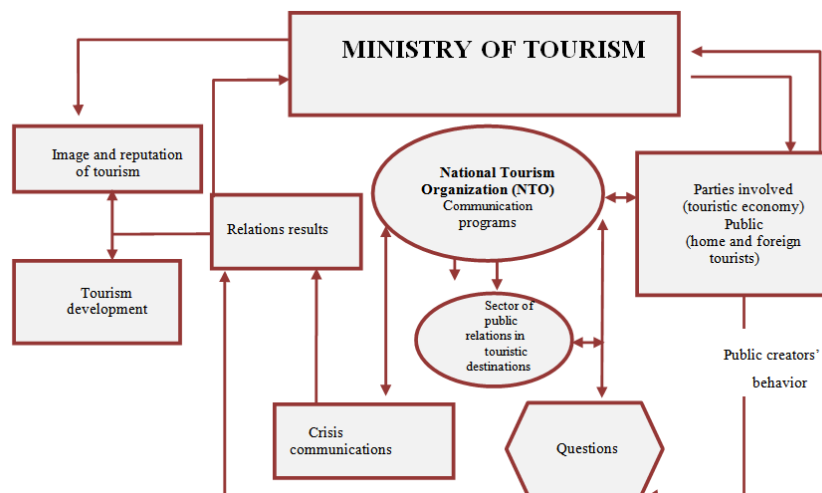 MINISTRY OF TOURISM
Image and reputation
of tourism
National Tourism
Organization (NTO)
Communication
programs
Parties involved
(touristic economy)
Public
(home and foreign
tourists)
Relations results
Tourism
development
Sector of
public
relations in
touristic
destinations
Public creators'
behavior
Crisis
communications
Questions